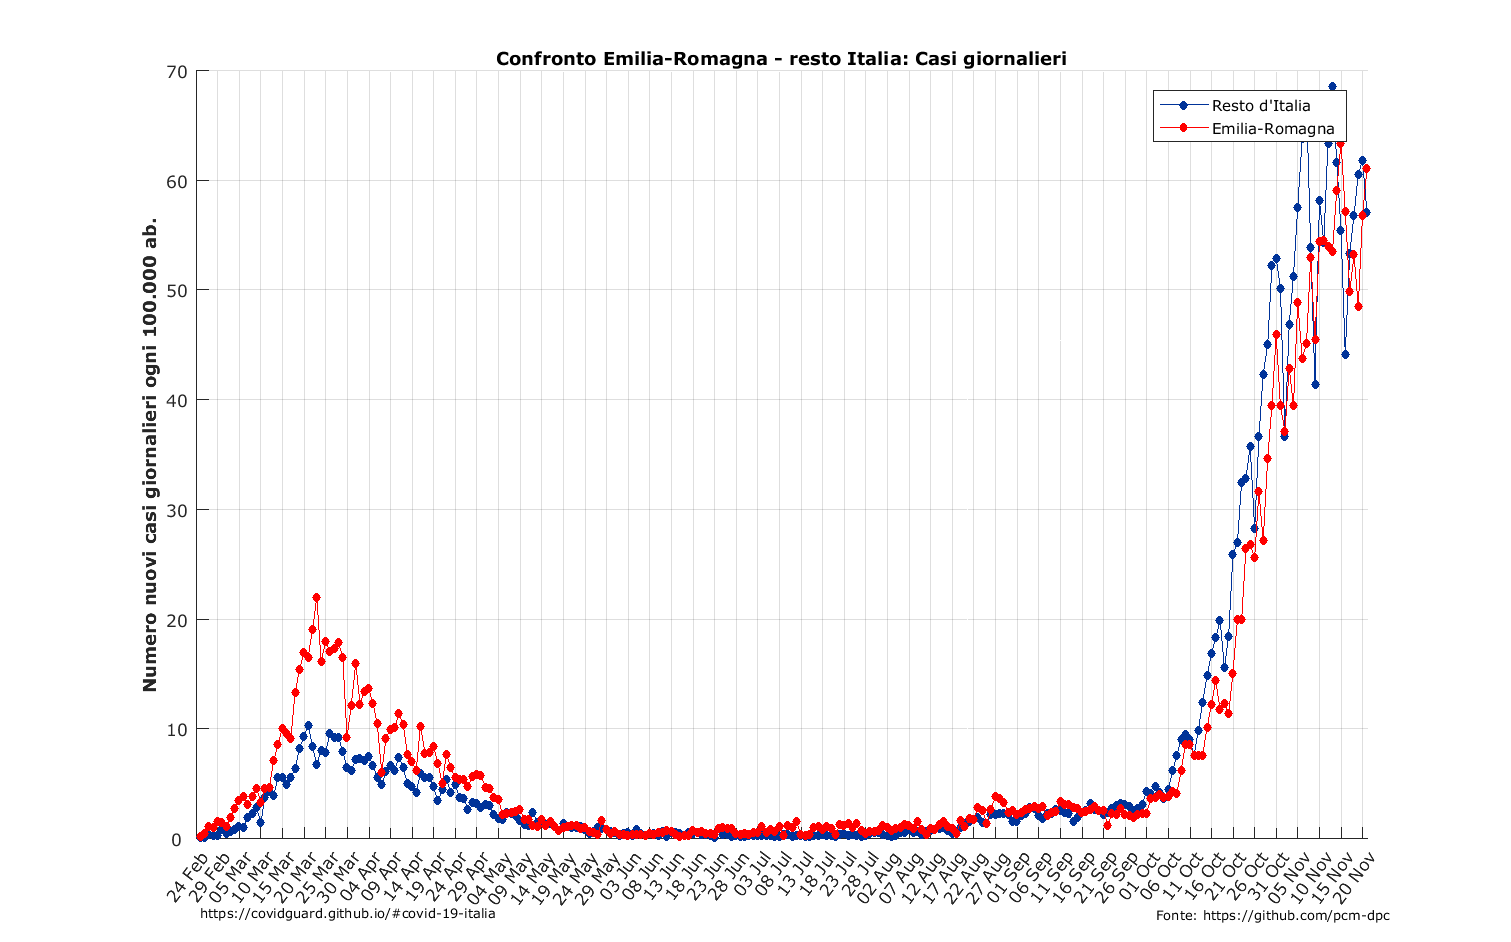 Confronto Emilia-Romagna - resto Italia: Casi giornalieri
Resto d'Italia
Emilia-Romagna
Numero nuovi casi giornalieri ogni 100.000 ab.
70
60
50
40
30
20
10
0
24 Feb
29 Feb
05 Mar
10 Mar
15 Mar
20 Mar
25 Mar
30 Mar
04 Apr
09 Apr
14 Apr
19 Apr
24 Apr
29 Apr
04 May
09 May
14 May
19 May
24 May
29 May
03 Jun
08 Jun
13 Jun
18 Jun
23 Jun
28 Jun
03 Jul
08 Jul
13 Jul
18 Jul
23 Jul
28 Jul
02 Aug
07 Aug
12 Aug
17 Aug
22 Aug
27 Aug
01 Sep
06 Sep
11 Sep
16 Sep
21 Sep
26 Sep
01 Oct
06 Oct
11 Oct
16 Oct
21 Oct
26 Oct
31 Oct
05 Nov
10 Nov
15 Nov
20 Nov
https://covidguard.github.io/#covid-19-italia
Fonte: https://github.com/pcm-dpc